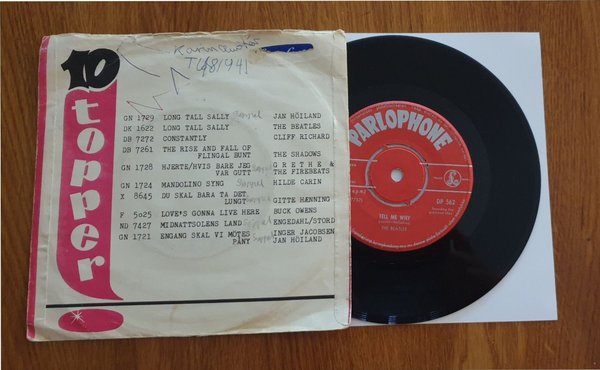 10
topper
GN 1729 LONG TALL SALLY JAN HÖILAND
DK 1622 LONG TALL SALLY THE BEATLES
DB 7272 CONSTANTLY CLIFF RICHARD
DB 7261 THE RISE AND FALL OF
FLINGAL BUNT THE SHADOWS
GN 1728 HJERTE/HVIS BARE JEG GRETHE &
VAR GUTT THE FIREBEATS
GN 1724 MANDOLINO SYNG HILDE CARIN
X 8645 DU SKAL BARA TA DET
LUNGT GITTE HENNING
F 5025 LOVE'S GONNA LIVE HERE BUCK OWENS
ND 7427 MIDNATTSOLENS LAND ENGEDAHL/STORD
GN 1721 ENGANG SKAL VI MÖTES INGER JACOBSEN
PÅNY JAN HÖILAND
PARLOPHONE
DP 562
TELL ME WHY
THE BEATLES